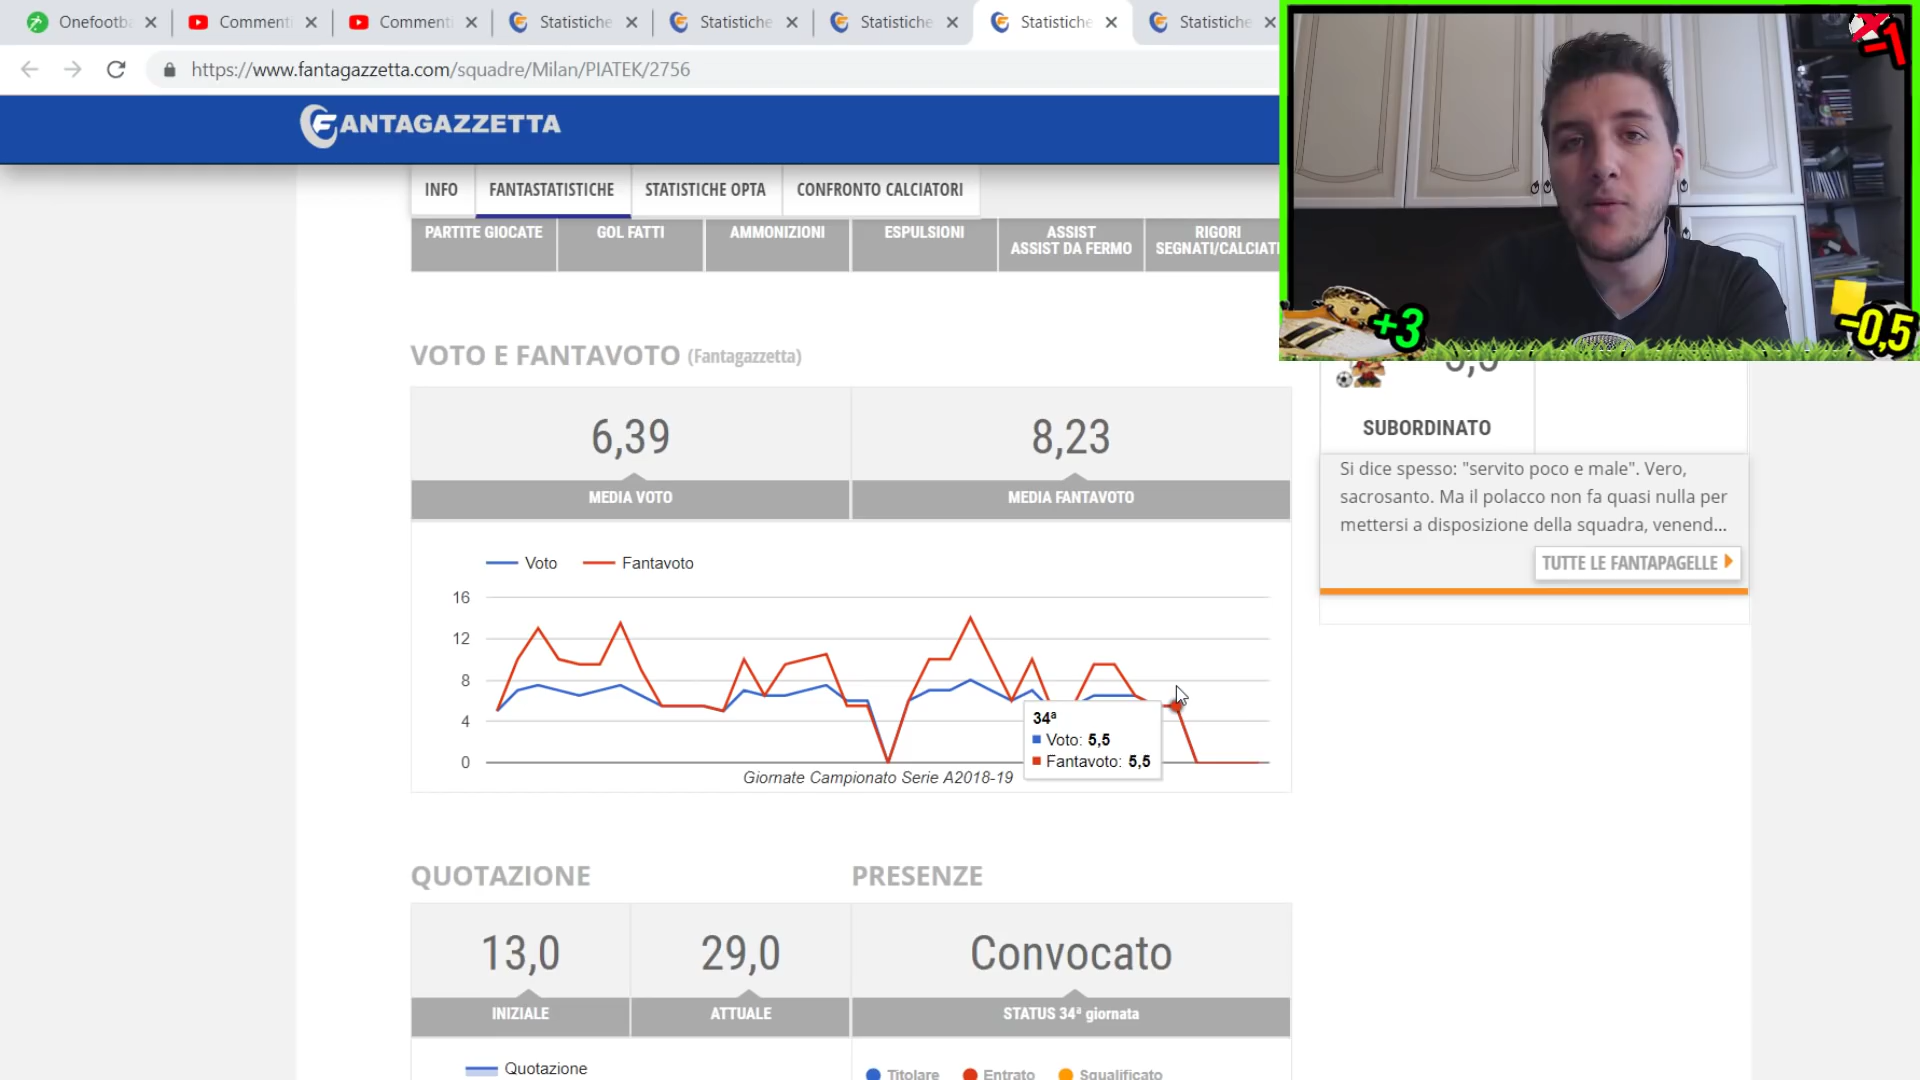 Onefootba
Commenti
Commenti
Statistiche
Statistiche
Statistiche
Statistiche
Statistiche
https://www.fantagazzetta.com/squadre/Milan/PIATEK/2756
FANTAGAZZETTA
INFO
FANTASTATISTICHE
STATISTICHE OPTA
CONFRONTO CALCIATORI
PARTITE GIOCATE
GOL FATTI
AMMONIZIONI
ESPULSIONI
ASSIST
ASSIST DA FERMO
RIGORI
SEGNATI/CALCIATI
-1
+3
-0,5
VOTO E FANTAVOTO (Fantagazzetta)
6,39
8,23
MEDIA VOTO
MEDIA FANTAVOTO
SUBORDINATO
Si dice spesso: "servito poco e male". Vero,
sacrosanto. Ma il polacco non fa quasi nulla per
mettersi a disposizione della squadra, venend...
TUTTE LE FANTAPAGELLE
Voto
Fantavoto
16
12
8
4
0
34ª
Voto: 5,5
Fantavoto: 5,5
Giornate Campionato Serie A2018-19
QUOTAZIONE
PRESENZE
13,0
29,0
Convocato
INIZIALE
ATTUALE
STATUS 34ª giornata
Quotazione
Titolare
Entrato
Squalificato